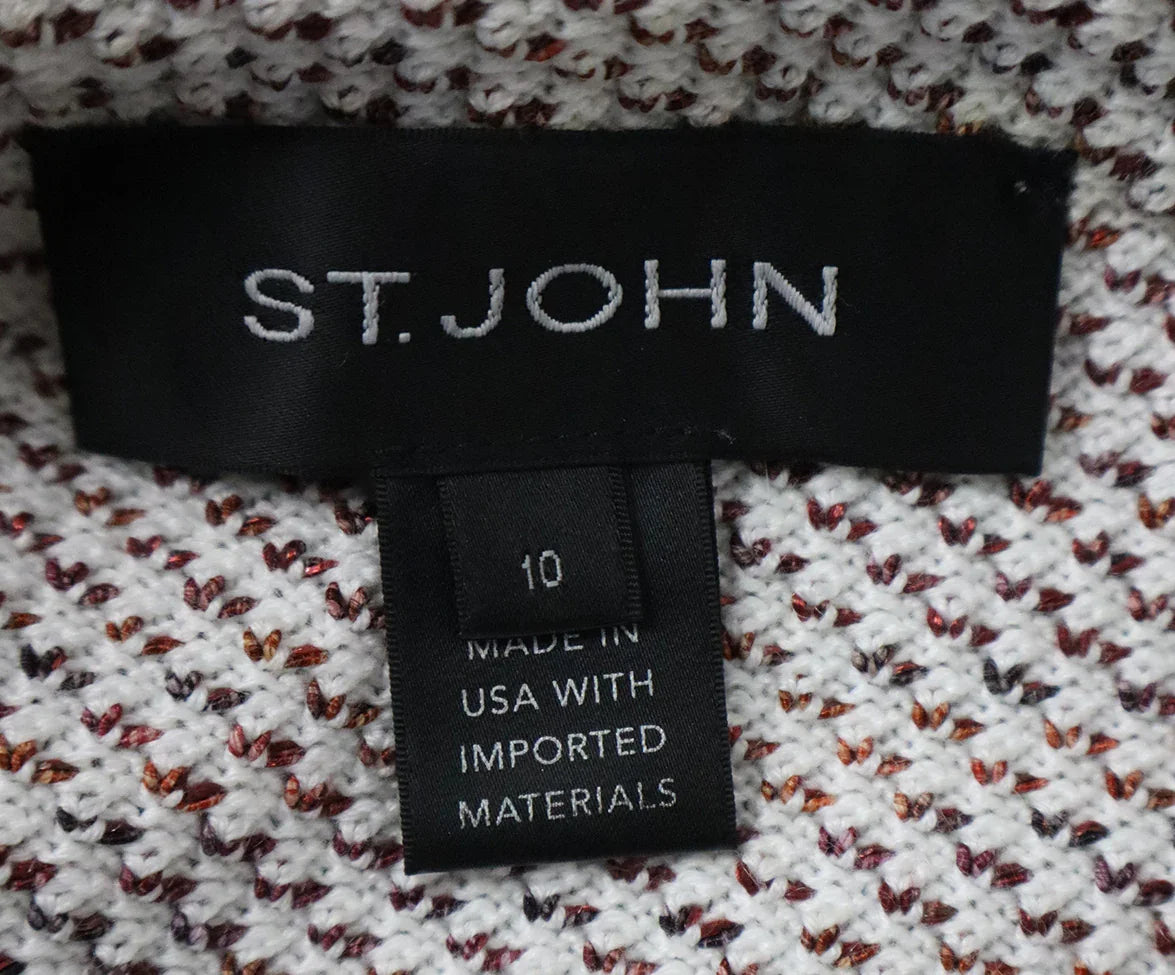 ST. JOHN
10
MADE IN
USA WITH
IMPORTED
MATERIALS